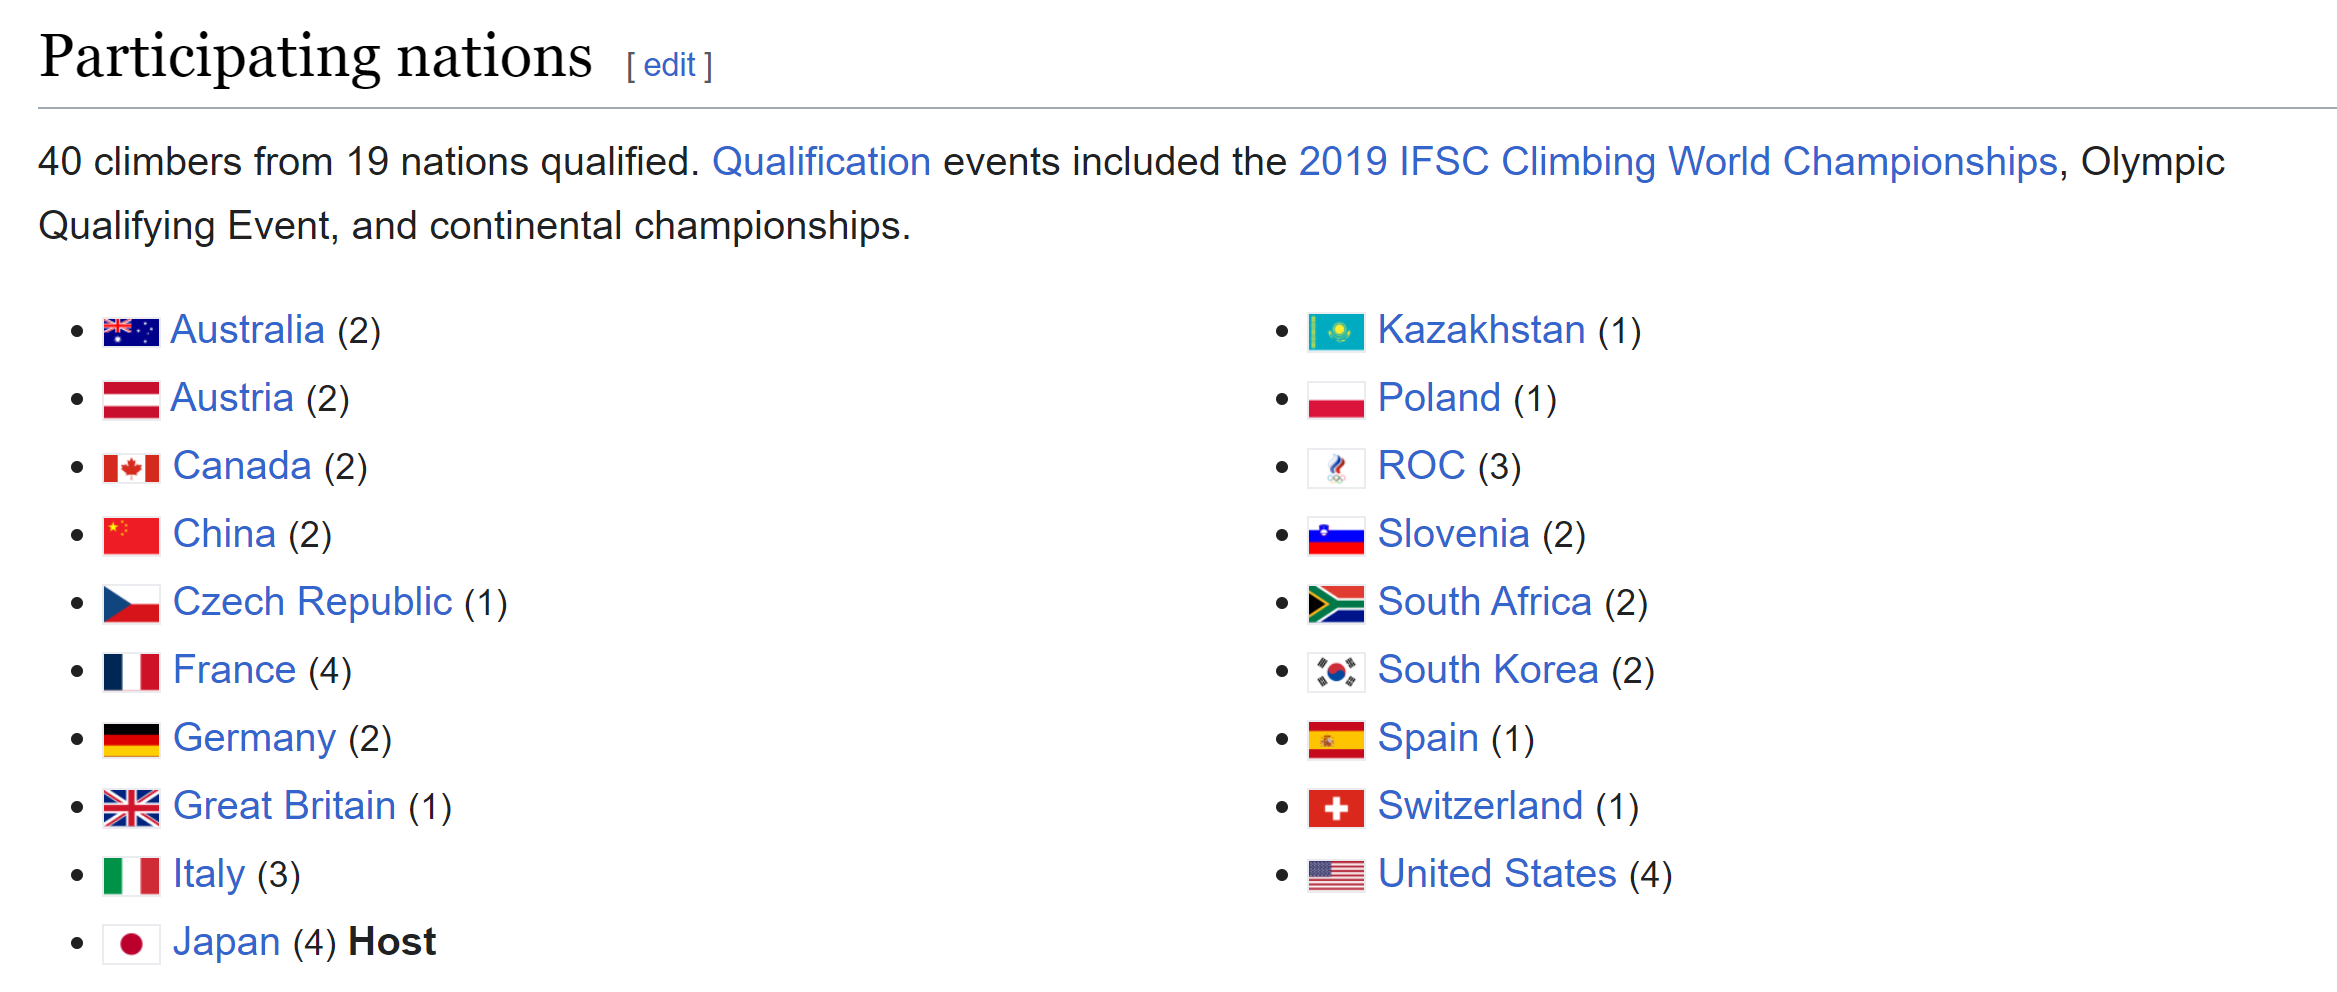 Participating nations [ edit ]
40 climbers from 19 nations qualified. Qualification events included the 2019 IFSC Climbing World Championships, Olympic
Qualifying Event, and continental championships.
• Australia (2)
• Austria (2)
• Canada (2)
• China (2)
• Czech Republic (1)
• France (4)
• Germany (2)
• Great Britain (1)
• Italy (3)
• Japan (4) Host
• Kazakhstan (1)
• Poland (1)
• ROC (3)
• Slovenia (2)
• South Africa (2)
• South Korea (2)
• Spain (1)
• Switzerland (1)
• United States (4)